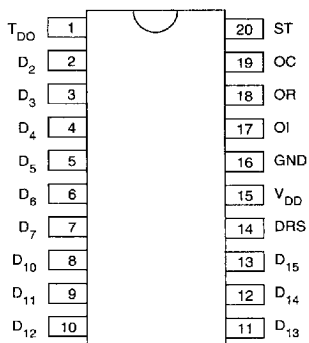 T_DO 1 20 ST
D_2 2 19 OC
D_3 3 18 OR
D_4 4 17 OI
D_5 5 16 GND
D_6 6 15 V_DD
D_7 7 14 DRS
D_10 8 13 D_15
D_11 9 12 D_14
D_12 10 11 D_13